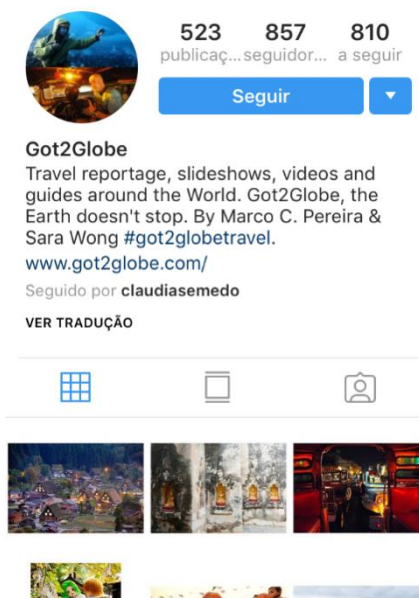 523 857 810
publicaç... seguidor... a seguir
Seguir
Got2Globe
Travel reportage, slideshows, videos and
guides around the World. Got2Globe, the
Earth doesn't stop. By Marco C. Pereira &
Sara Wong #got2globetravel.
www.got2globe.com/
Seguido por claudiasemedo
VER TRADUÇÃO